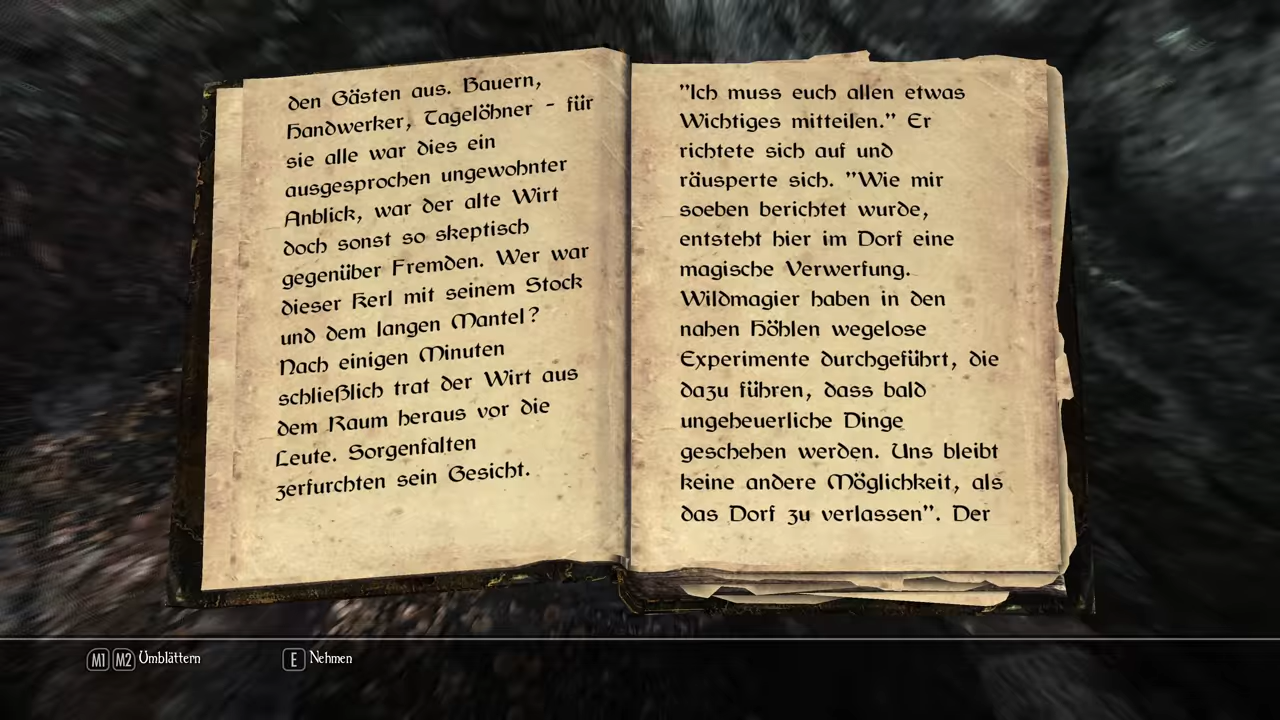 den Gästen aus. Bauern,
Handwerker, Tagelöhner - für
sie alle war dies ein
ausgesprochen ungewohnter
Anblick, war der alte Wirt
doch sonst so skeptisch
gegenüber Fremden. Wer war
dieser Kerl mit seinem Stock
und dem langen Mantel?
Nach einigen Minuten
schließlich trat der Wirt aus
dem Raum heraus vor die
Leute. Sorgenfalten
zerfurchten sein Gesicht.
"Ich muss euch allen etwas
Wichtiges mitteilen." Er
richtete sich auf und
räusperte sich. "Wie mir
soeben berichtet wurde,
entsteht hier im Dorf eine
magische Verwerfung.
Wildmagier haben in den
nahen Höhlen wegelose
Experimente durchgeführt, die
dazu führen, dass bald
ungeheuerliche Dinge
geschehen werden. Uns bleibt
keine andere Möglichkeit, als
das Dorf zu verlassen". Der
M1 M2 Umblättern
E Nehmen